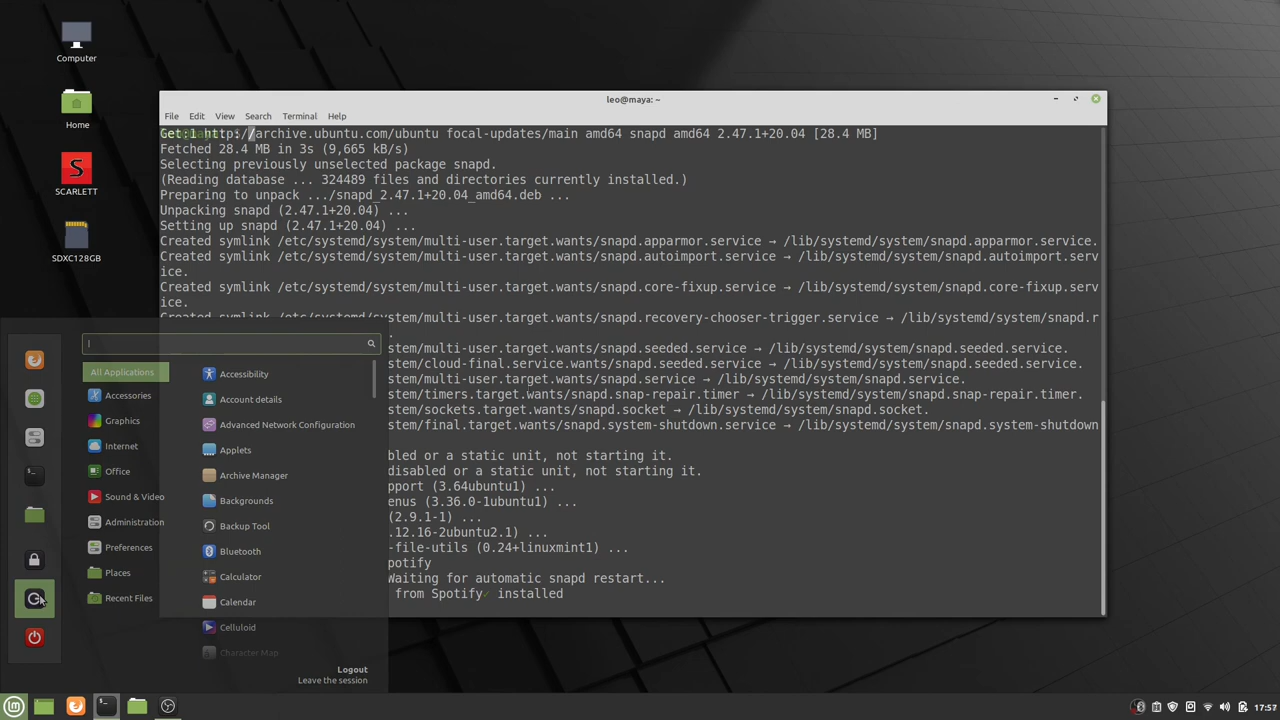 Computer
Home
SCARLETT
SDXC128GB
leo@maya: ~
File Edit View Search Terminal Help
http://archive.ubuntu.com/ubuntu focal-updates/main amd64 snapd amd64 2.47.1+20.04 [28.4 MB]
Fetched 28.4 MB in 3s (9,665 kB/s)
Selecting previously unselected package snapd.
(Reading database ... 324489 files and directories currently installed.)
Preparing to unpack .../snapd_2.47.1+20.04_amd64.deb ...
Unpacking snapd (2.47.1+20.04) ...
Setting up snapd (2.47.1+20.04) ...
Created symlink /etc/systemd/system/multi-user.target.wants/snapd.apparmor.service → /lib/systemd/system/snapd.apparmor.service.
Created symlink /etc/systemd/system/multi-user.target.wants/snapd.autoimport.service → /lib/systemd/system/snapd.autoimport.serv
ice.
Created symlink /etc/systemd/system/multi-user.target.wants/snapd.core-fixup.service → /lib/systemd/system/snapd.core-fixup.serv
ice.
Created symlink /etc/systemd/system/multi-user.target.wants/snapd.recovery-chooser-trigger.service → /lib/systemd/system/snapd.r
.
stem/multi-user.target.wants/snapd.seeded.service → /lib/systemd/system/snapd.seeded.service.
stem/cloud-final.service.wants/snapd.seeded.service → /lib/systemd/system/snapd.seeded.service.
stem/multi-user.target.wants/snapd.service → /lib/systemd/system/snapd.service.
stem/timers.target.wants/snapd.snap-repair.timer → /lib/systemd/system/snapd.snap-repair.timer.
stem/sockets.target.wants/snapd.socket → /lib/systemd/system/snapd.socket.
stem/final.target.wants/snapd.system-shutdown.service → /lib/systemd/system/snapd.system-shutdown
bled or a static unit, not starting it.
disabled or a static unit, not starting it.
pport (3.64ubuntu1) ...
enus (3.36.0-1ubuntu1) ...
(2.9.1-1) ...
.12.16-2ubuntu2.1) ...
-file-utils (0.24+linuxmint1) ...
potify
Waiting for automatic snapd restart...
from Spotify✓ installed
All Applications
Accessories
Graphics
Internet
Office
Sound & Video
Administration
Preferences
Places
Recent Files
Accessibility
Account details
Advanced Network Configuration
Applets
Archive Manager
Backgrounds
Backup Tool
Bluetooth
Calculator
Calendar
Celluloid
Character Map
Logout
Leave the session
17:57